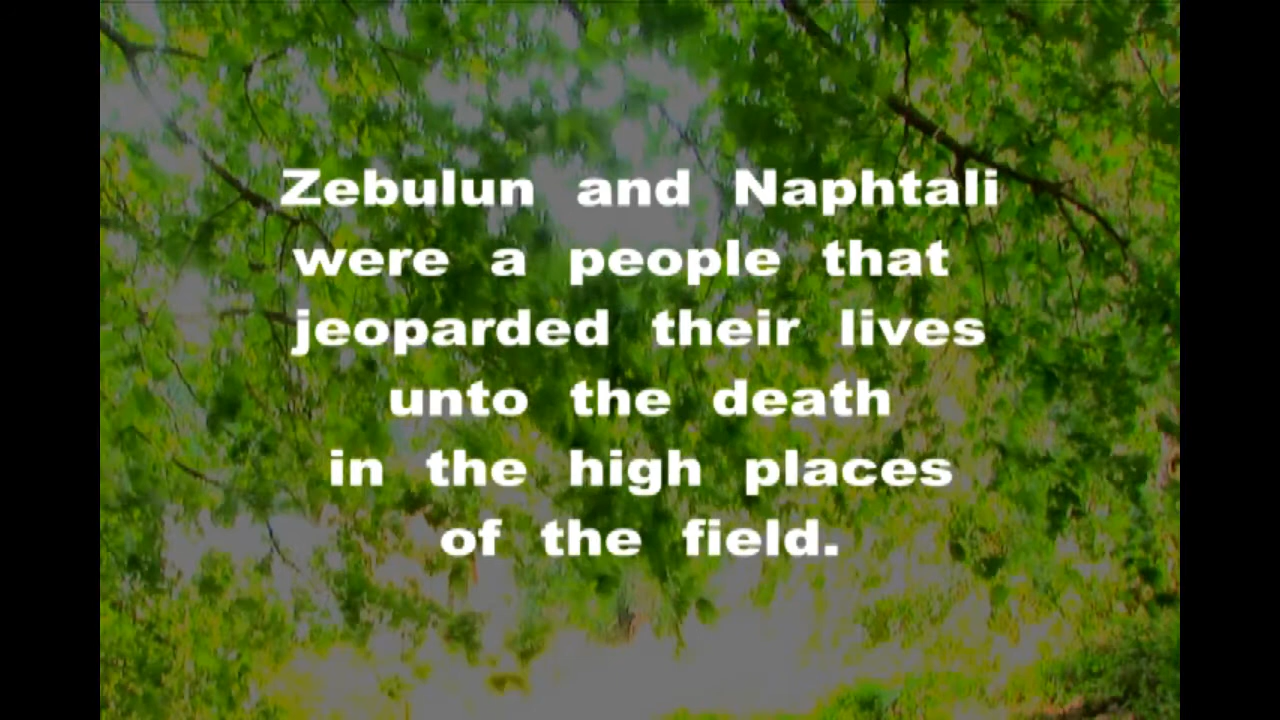 Zebulun and Naphtali
were a people that
jeoparded their lives
unto the death
in the high places
of the field.